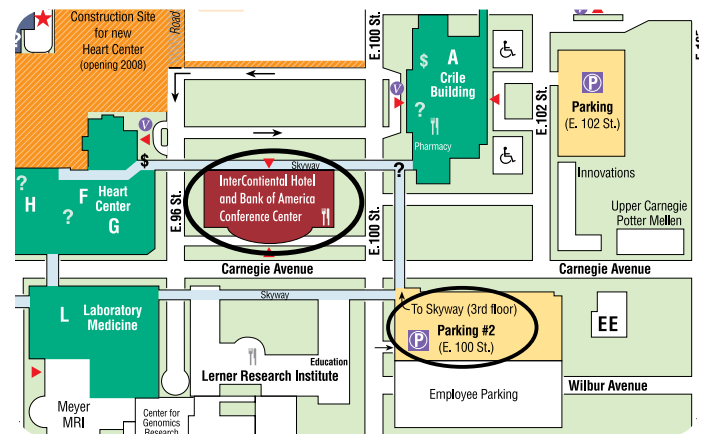 Construction Site
for new
Heart Center
(opening 2008)
Road
E.100 St.
A
Crile
Building
$
?
Pharmacy
V
E.102 St.
P
Parking
(E. 102 St.)
Innovations
Upper Carnegie
Potter Mellen
V
$
Skyway
?
InterContiental Hotel
and Bank of America
Conference Center
E.96 St.
E.100 St.
?
H
F
?
Heart
Center
G
Carnegie Avenue
Carnegie Avenue
Skyway
L
Laboratory
Medicine
To Skyway (3rd floor)
P
Parking #2
(E. 100 St.)
EE
Education
Lerner Research Institute
Employee Parking
Wilbur Avenue
Meyer
MRI
Center for
Genomics
Research